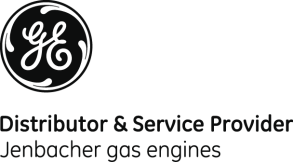 GE
Distributor & Service Provider
Jenbacher gas engines